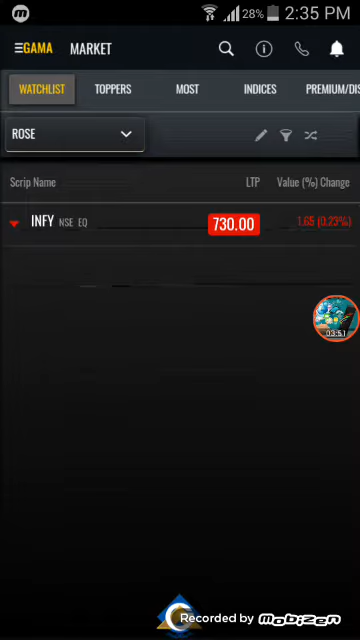 28% 2:35 PM
GAMA MARKET
WATCHLIST TOPPERS MOST INDICES PREMIUM/DIS
ROSE
Scrip Name LTP Value (%) Change
INFY NSE EQ 730.00 1.65 (0.23%)
03:51
Recorded by mobizen